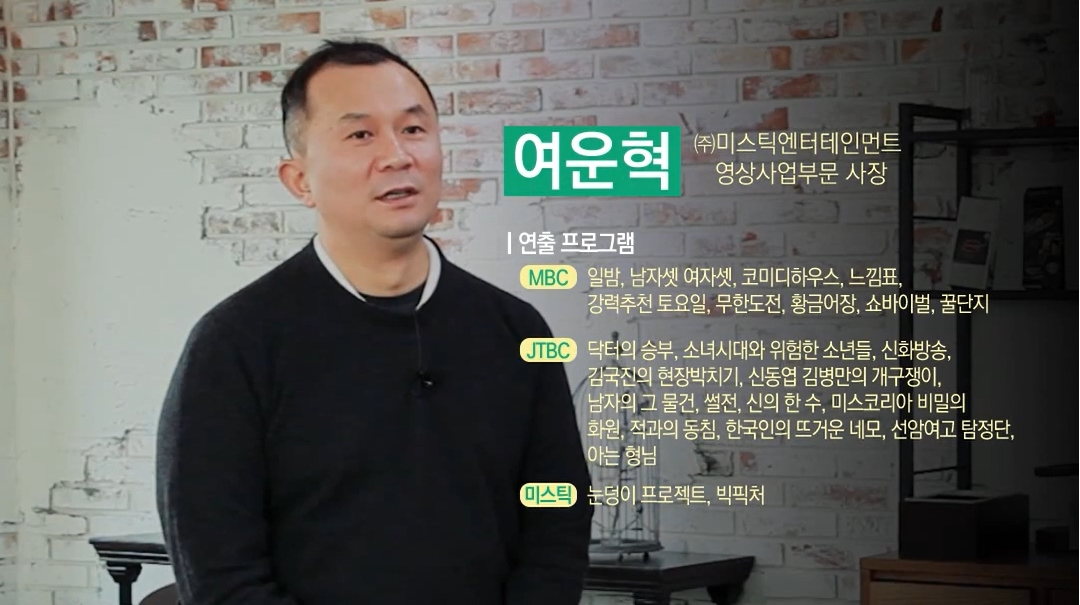 여운혁
㈜미스틱엔터테인먼트
영상사업부문 사장
| 연출 프로그램
MBC 일밤, 남자셋 여자셋, 코미디하우스, 느낌표,
강력추천 토요일, 무한도전, 황금어장, 쇼바이벌, 꿀단지
JTBC 닥터의 승부, 소녀시대와 위험한 소년들, 신화방송,
김국진의 현장박치기, 신동엽 김병만의 개구쟁이,
남자의 그 물건, 썰전, 신의 한 수, 미스코리아 비밀의
화원, 적과의 동침, 한국인의 뜨거운 네모, 선암여고 탐정단,
아는 형님
미스틱 눈덩이 프로젝트, 빅픽처